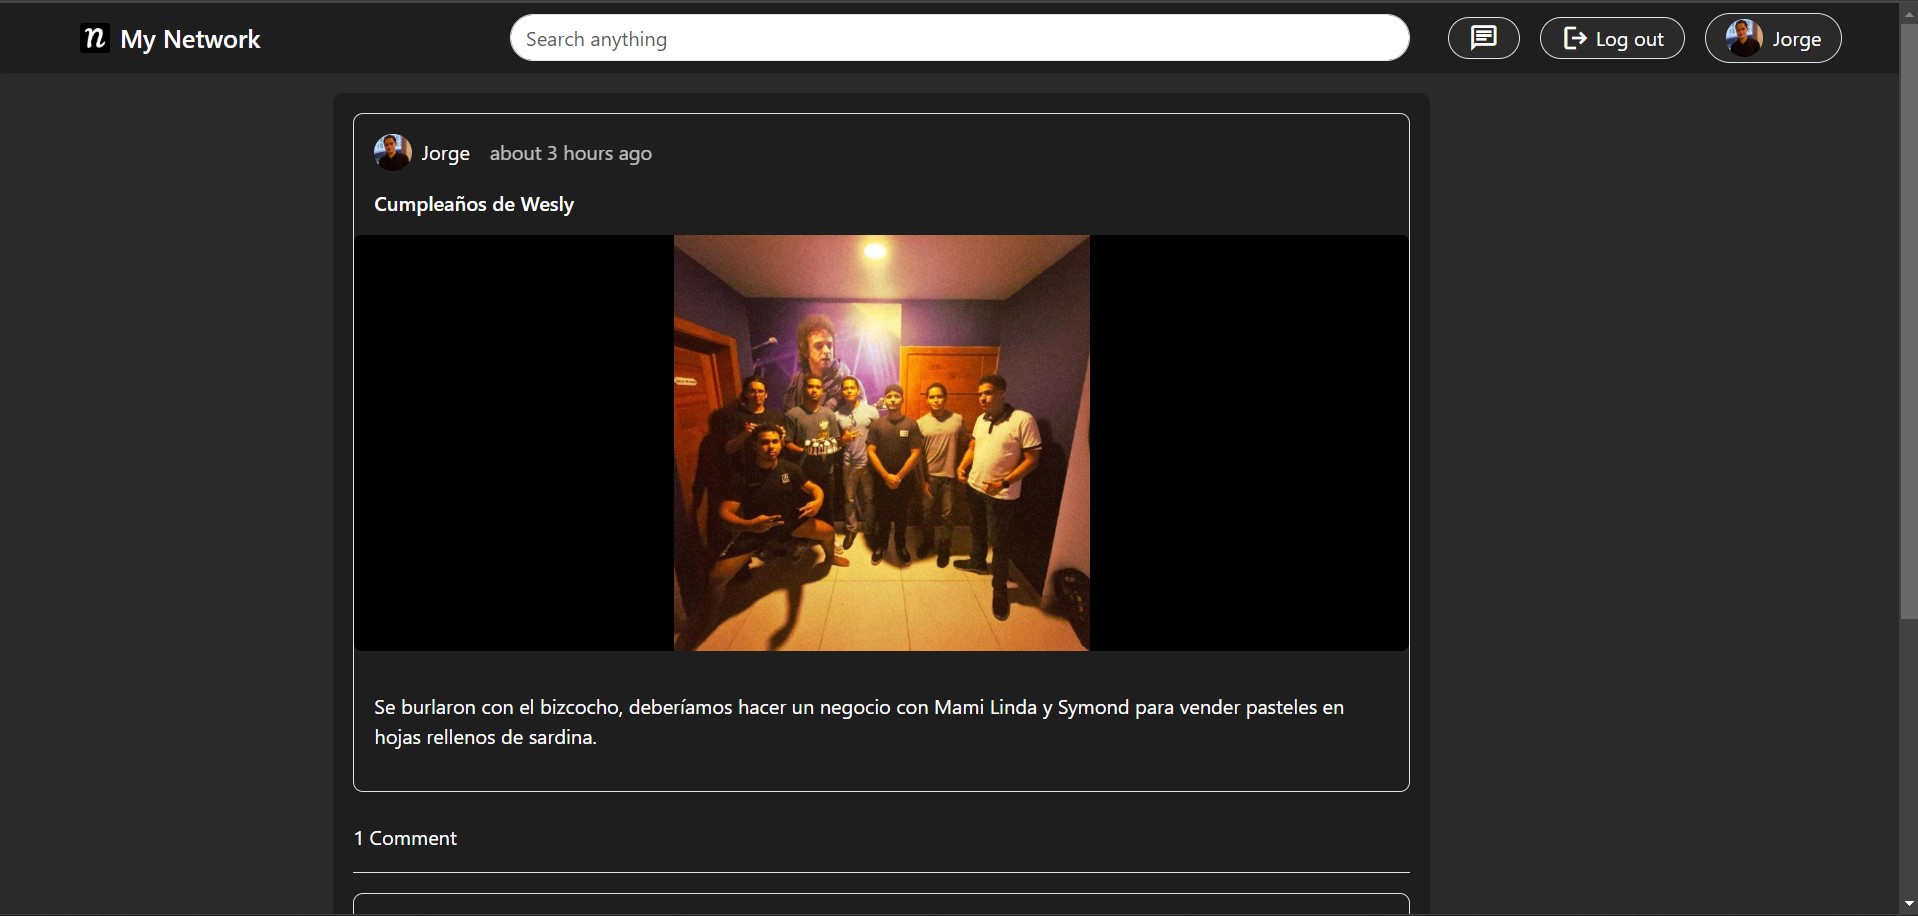 n My Network
Search anything
Log out
Jorge
Jorge about 3 hours ago
Cumpleaños de Wesly
Se burlaron con el bizcocho, deberíamos hacer un negocio con Mami Linda y Symond para vender pasteles en
hojas rellenos de sardina.
1 Comment